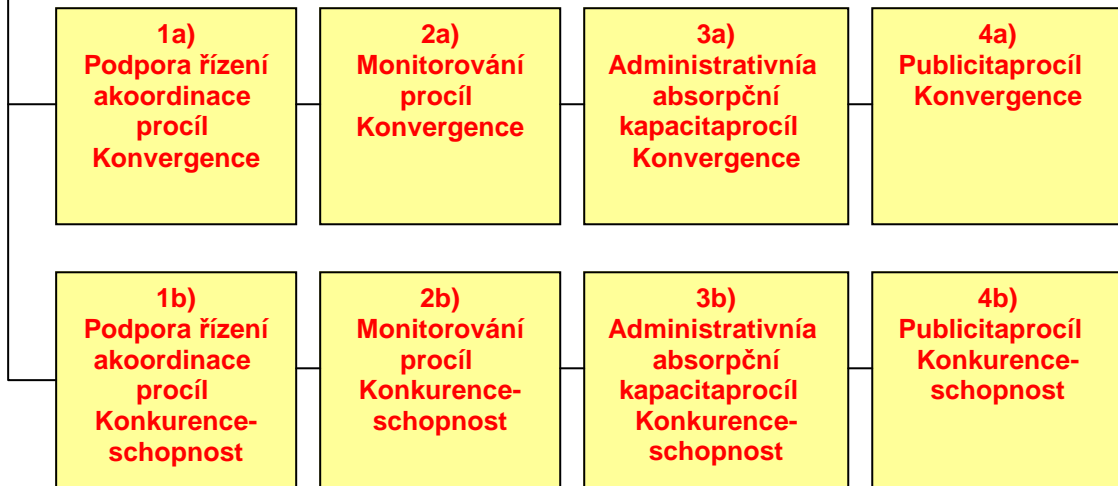 1a)
Podpora řízení
akoordinace
procíl
Konvergence
2a)
Monitorování
procíl
Konvergence
3a)
Administrativnía
absorpční
kapacitaprocíl
Konvergence
4a)
Publicitaprocíl
Konvergence
1b)
Podpora řízení
akoordinace
procíl
Konkurence-
schopnost
2b)
Monitorování
procíl
Konkurence-
schopnost
3b)
Administrativnía
absorpční
kapacitaprocíl
Konkurence-
schopnost
4b)
Publicitaprocíl
Konkurence-
schopnost